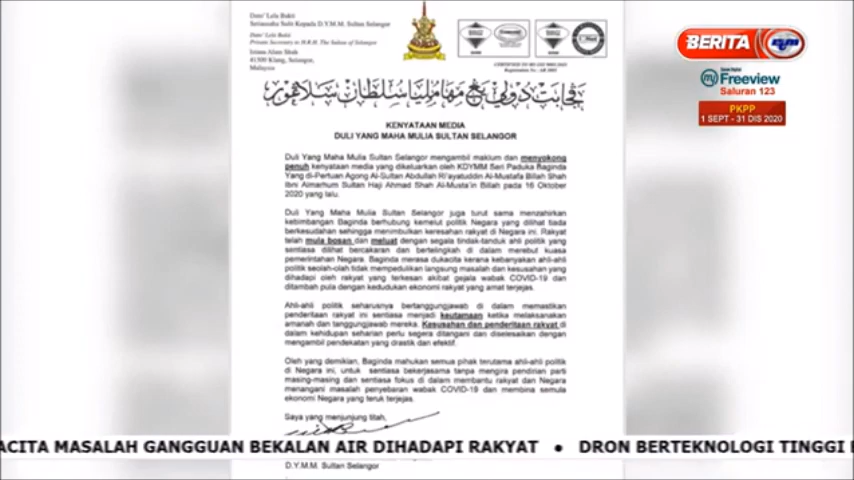 Dato' Lela Bakti
Setiausaha Sulit Kepada D.Y.M.M. Sultan Selangor
Dato' Lela Bakti
Private Secretary to H.R.H. The Sultan of Selangor
Istana Alam Shah
41500 Klang, Selangor,
Malaysia
CERTIFIED TO MS ISO 9001:2015
BERITA
Freeview
Saluran 123
PKPP
1 SEPT - 31 DIS 2020
KENYATAAN MEDIA
DULI YANG MAHA MULIA SULTAN SELANGOR
Duli Yang Maha Mulia Sultan Selangor mengambil maklum dan menyokong
penuh kenyataan media yang dikeluarkan oleh KDYMM Seri Paduka Baginda
Yang di-Pertuan Agong Al-Sultan Abdullah Ri'ayatuddin Al-Mustafa Billah Shah
Ibni Almarhum Sultan Haji Ahmad Shah Al-Musta'in Billah pada 16 Oktober
2020 yang lalu.
Duli Yang Maha Mulia Sultan Selangor juga turut sama menzahirkan
kebimbangan Baginda berhubung kemelut politik Negara yang dilihat tiada
berkesudahan sehingga menimbulkan keresahan rakyat di Negara ini. Rakyat
telah mula bosan dan meluat dengan segala tindak-tanduk ahli politik yang
sentiasa dilihat bercakaran dan bertelingkah di dalam merebut kuasa
pemerintahan Negara. Baginda merasa dukacita kerana kebanyakan ahli-ahli
politik seolah-olah tidak mempedulikan langsung masalah dan kesusahan yang
dihadapi oleh rakyat yang terkesan akibat gejala wabak COVID-19 dan
ditambah pula dengan kedudukan ekonomi rakyat yang amat terjejas.
Ahli-ahli politik seharusnya bertanggungjawab di dalam memastikan
penderitaan rakyat ini sentiasa menjadi keutamaan ketika melaksanakan
amanah dan tanggungjawab mereka. Kesusahan dan penderitaan rakyat di
dalam kehidupan seharian perlu segera ditangani dan diselesaikan dengan
mengambil pendekatan yang drastik dan efektif.
Oleh yang demikian, Baginda mahukan semua pihak terutama ahli-ahli politik
di Negara ini, untuk sentiasa bekerjasama tanpa mengira pendirian parti
masing-masing dan sentiasa fokus di dalam membantu rakyat dan Negara
menangani masalah penyebaran wabak COVID-19 dan membina semula
ekonomi Negara yang teruk terjejas.
Saya yang menjunjung titah,
ACITA MASALAH GANGGUAN BEKALAN AIR DIHADAPI RAKYAT • DRON BERTEKNOLOGI TINGGI
D.Y.M.M. Sultan Selangor